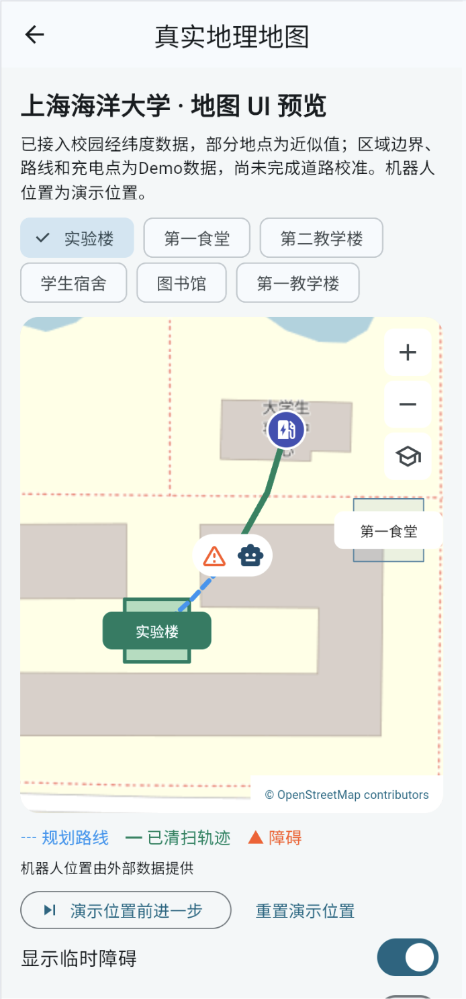 真实地理地图
上海海洋大学 · 地图 UI 预览
已接入校园经纬度数据，部分地点为近似值；区域边界、
路线和充电点为Demo数据，尚未完成道路校准。机器人
位置为演示位置。
实验楼 第一食堂 第二教学楼
学生宿舍 图书馆 第一教学楼
大学生
心
第一食堂
实验楼
© OpenStreetMap contributors
规划路线 已清扫轨迹 障碍
机器人位置由外部数据提供
演示位置前进一步 重置演示位置
显示临时障碍